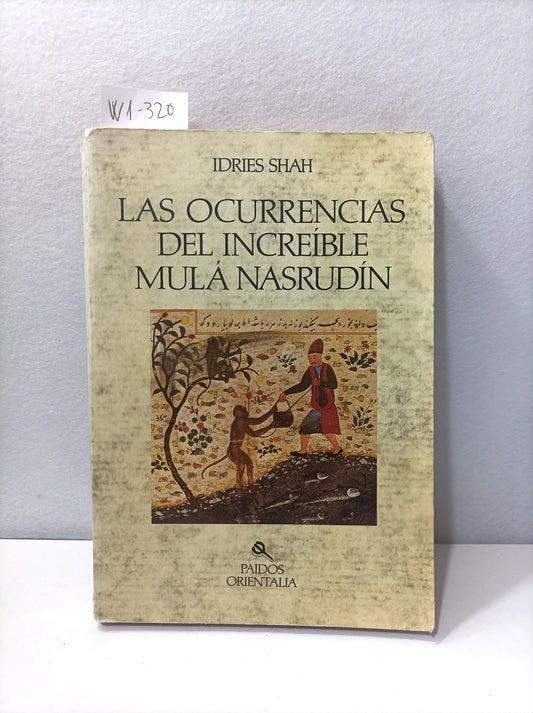 W1-320
IDRIES SHAH
LAS OCURRENCIAS
DEL INCREÍBLE
MULÁ NASRUDÍN
PAIDOS
ORIENTALIA